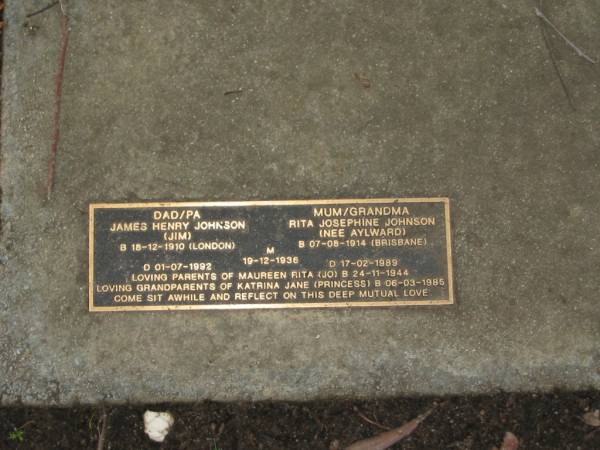 DAD/PA MUM/GRANDMA
JAMES HENRY JOHNSON RITA JOSEPHINE JOHNSON
(JIM) (NEE AYLWARD)
B 18-12-1910 (LONDON) B 07-08-1914 (BRISBANE)
M
19-12-1936
D 01-07-1992 D 17-02-1989
LOVING PARENTS OF MAUREEN RITA (JO) B 24-11-1944
LOVING GRANDPARENTS OF KATRINA JANE (PRINCESS) B 06-03-1985
COME SIT AWHILE AND REFLECT ON THIS DEEP MUTUAL LOVE